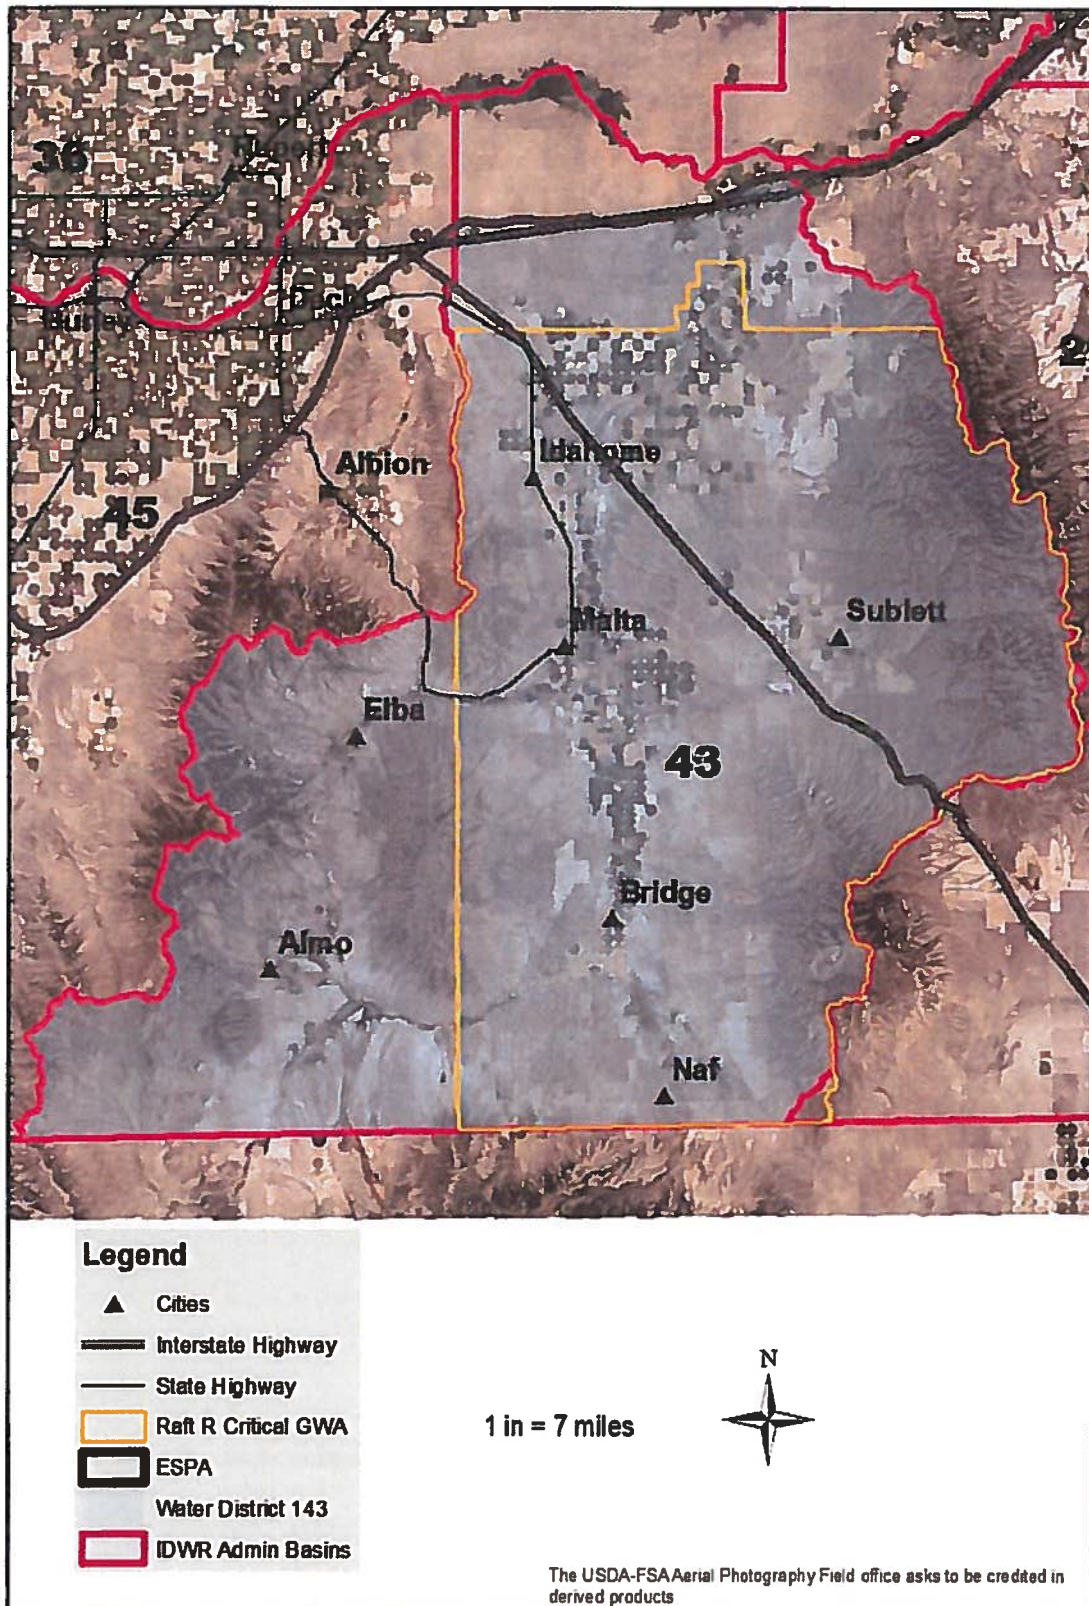 36
Rupert
Burley
Albion
45
Idahome
Malta
Sublett
Elba
43
Bridge
Almo
Naf
Legend
Cities
Interstate Highway
State Highway
Raft R Critical GWA
ESPA
Water District 143
IDWR Admin Basins
1 in = 7 miles
N
The USDA-FSA Aerial Photography Field office asks to be credited in
derived products